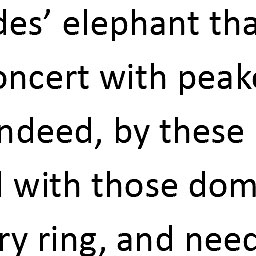 des’ elephant tha
oncert with peake
ndeed, by these
with those dom
ry ring, and need